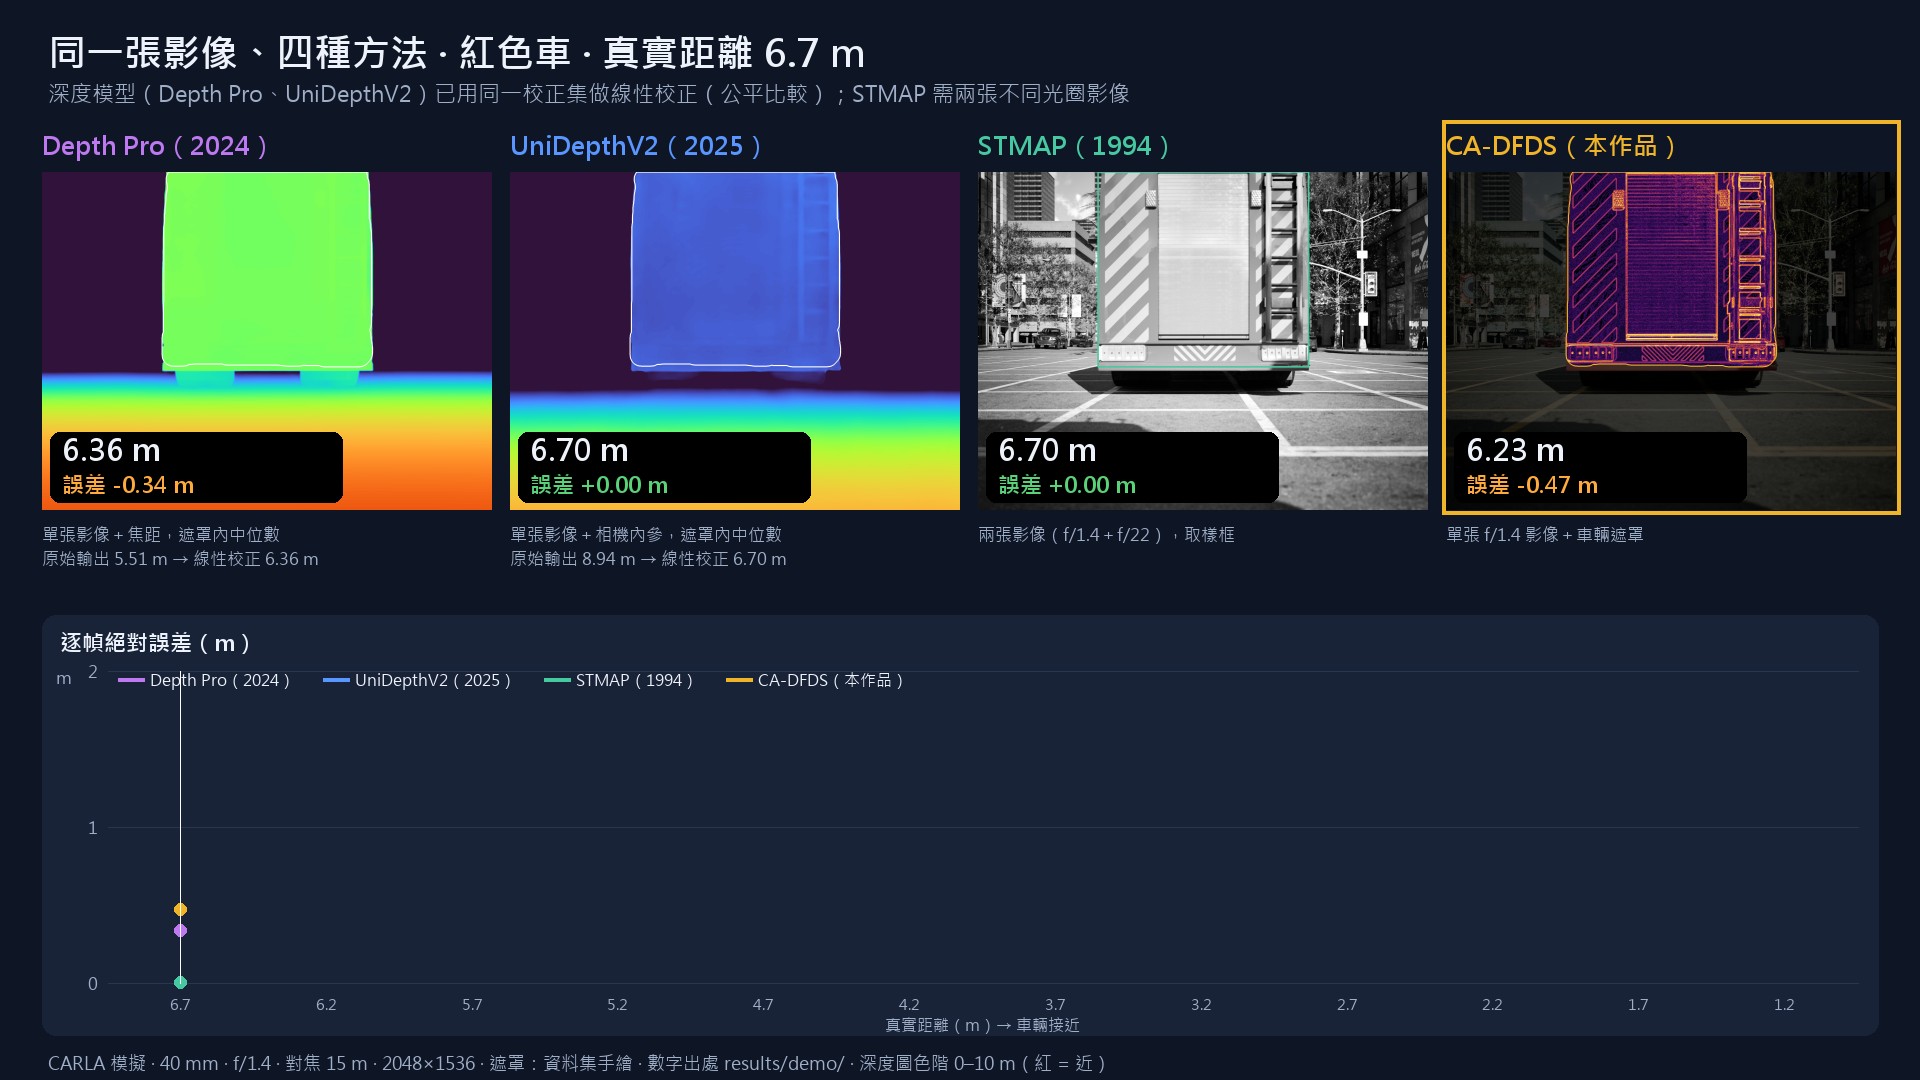 同一張影像、四種方法 · 紅色車 · 真實距離 6.7 m
深度模型（Depth Pro、UniDepthV2）已用同一校正集做線性校正（公平比較）；STMAP 需兩張不同光圈影像
Depth Pro（2024）
6.36 m
誤差 -0.34 m
單張影像 + 焦距，遮罩內中位數
原始輸出 5.51 m → 線性校正 6.36 m
UniDepthV2（2025）
6.70 m
誤差 +0.00 m
單張影像 + 相機內參，遮罩內中位數
原始輸出 8.94 m → 線性校正 6.70 m
STMAP（1994）
6.70 m
誤差 +0.00 m
兩張影像（f/1.4 + f/22），取樣框
CA-DFDS（本作品）
6.23 m
誤差 -0.47 m
單張 f/1.4 影像 + 車輛遮罩
逐幀絕對誤差（m）
m
2
Depth Pro（2024）
UniDepthV2（2025）
STMAP（1994）
CA-DFDS（本作品）
1
0
6.7 6.2 5.7 5.2 4.7 4.2 3.7 3.2 2.7 2.2 1.7 1.2
真實距離（m）→ 車輛接近
CARLA 模擬 · 40 mm · f/1.4 · 對焦 15 m · 2048×1536 · 遮罩：資料集手繪 · 數字出處 results/demo/ · 深度圖色階 0–10 m（紅 = 近）